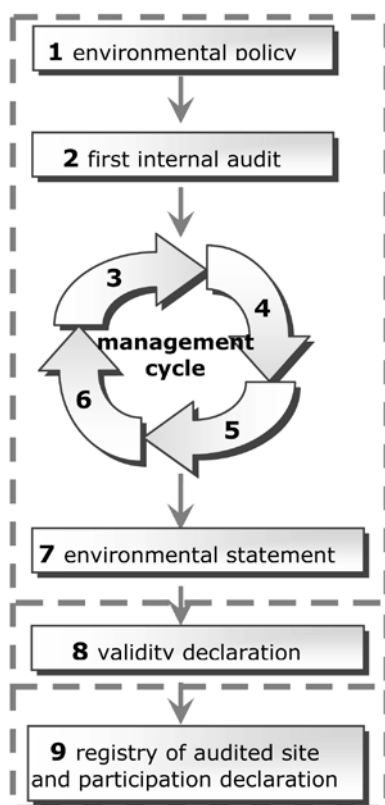 1 environmental policy
2 first internal audit
3
4
management
cycle
6
5
7 environmental statement
8 validity declaration
9 registry of audited site
and participation declaration